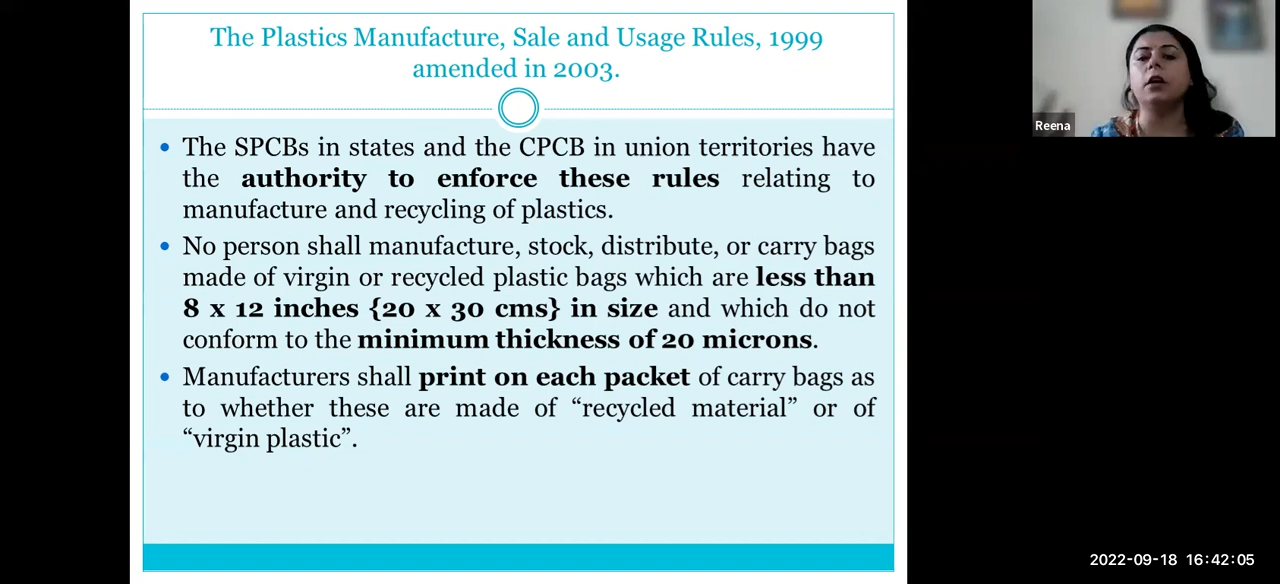 The Plastics Manufacture, Sale and Usage Rules, 1999
amended in 2003.
• The SPCBs in states and the CPCB in union territories have
the authority to enforce these rules relating to
manufacture and recycling of plastics.
• No person shall manufacture, stock, distribute, or carry bags
made of virgin or recycled plastic bags which are less than
8 x 12 inches {20 x 30 cms} in size and which do not
conform to the minimum thickness of 20 microns.
• Manufacturers shall print on each packet of carry bags as
to whether these are made of “recycled material” or of
“virgin plastic”.
Reena
2022-09-18 16:42:05